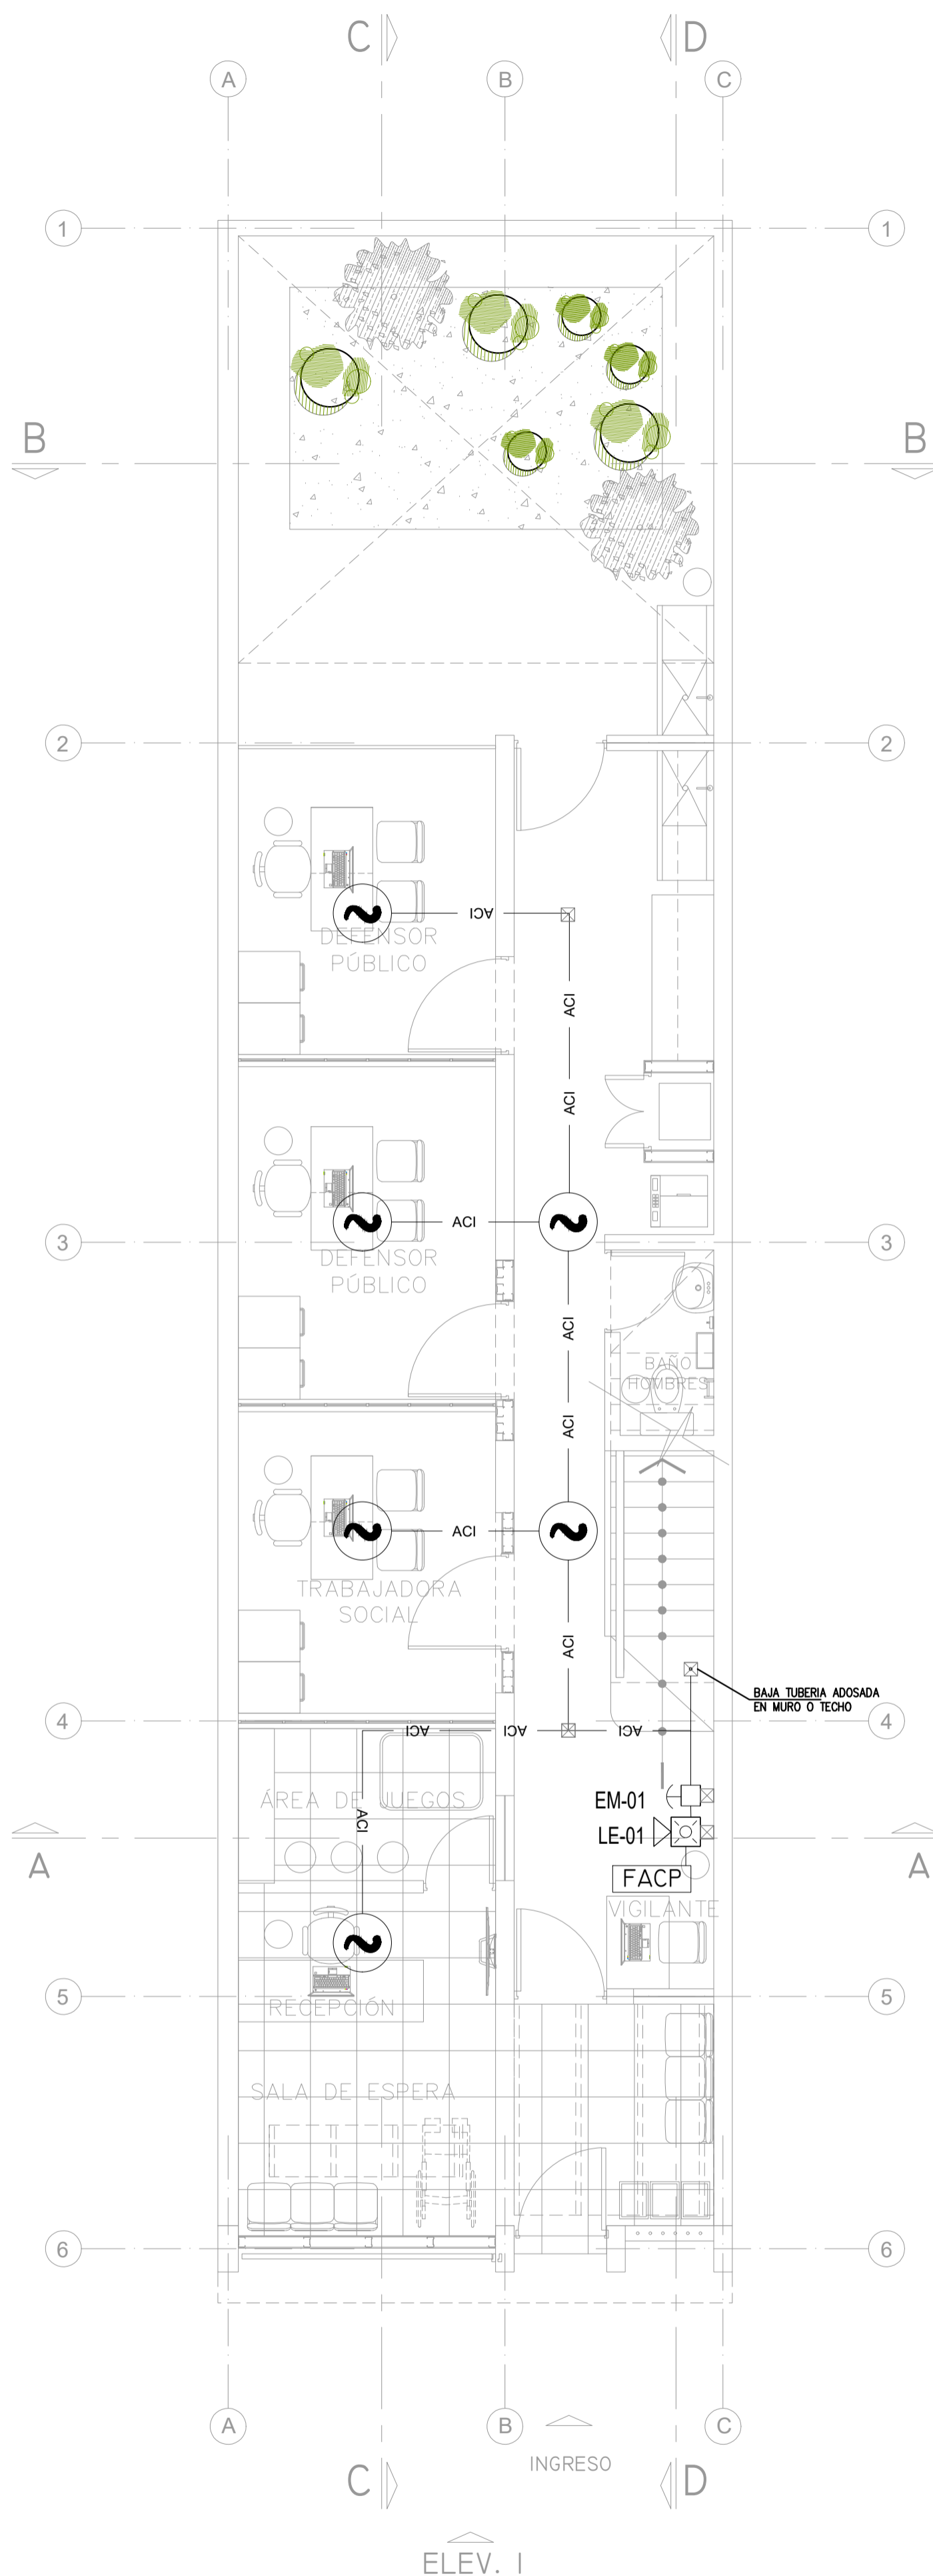 C D
A B C
1 1
B B
2 2
ACI
DEFENSOR
PÚBLICO
ACI
ACI
ACI
3 3
DEFENSOR
PÚBLICO
ACI
BAÑO
HOMBRES
ACI
ACI
TRABAJADORA
SOCIAL
ACI
BAJA TUBERIA ADOSADA
EN MURO O TECHO
4 4
ACI ACI ACI
ÁREA DE JUEGOS
EM-01
ACI
LE-01
A A
FACP
VIGILANTE
5 5
RECEPCIÓN
SALA DE ESPERA
6 6
A B C
INGRESO
C D
ELEV. I